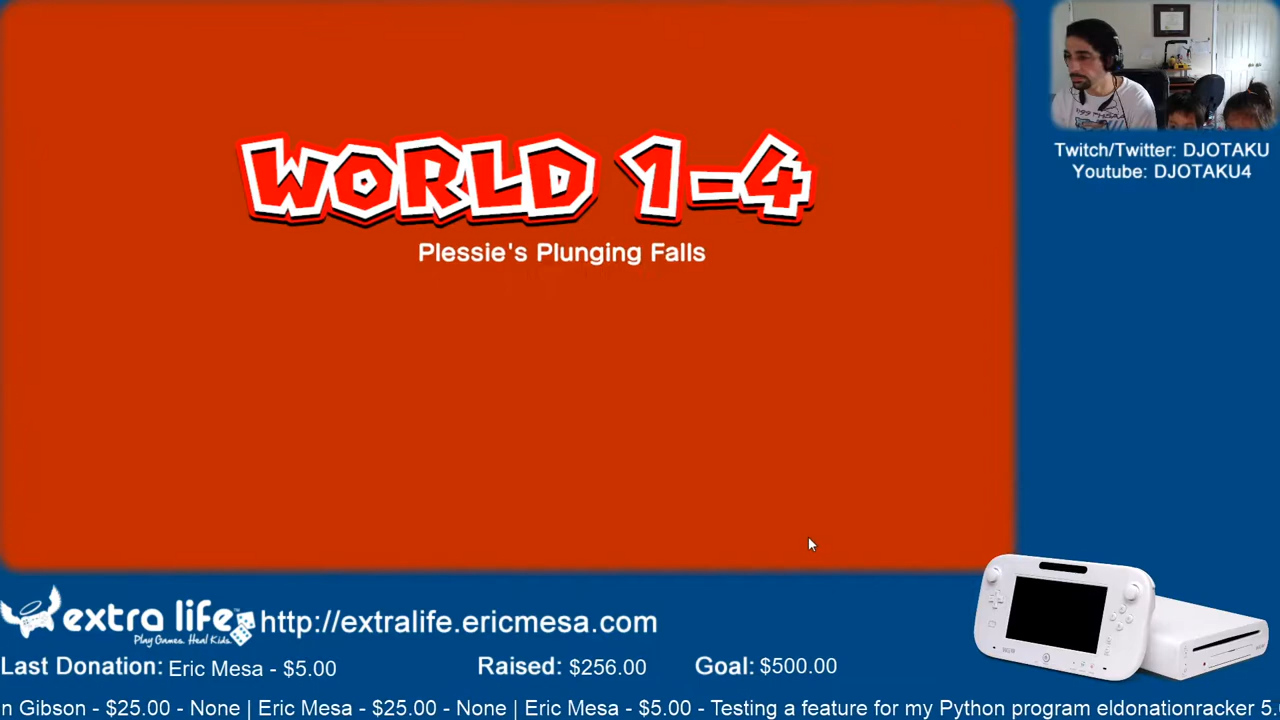 WORLD 1-4
Plessie's Plunging Falls
Twitch/Twitter: DJOTAKU
Youtube: DJOTAKU4
extra life
Play Games. Heal Kids.
http://extralife.ericmesa.com
Last Donation: Eric Mesa - $5.00
Raised: $256.00
Goal: $500.00
n Gibson - $25.00 - None | Eric Mesa - $25.00 - None | Eric Mesa - $5.00 - Testing a feature for my Python program eldonationracker 5.